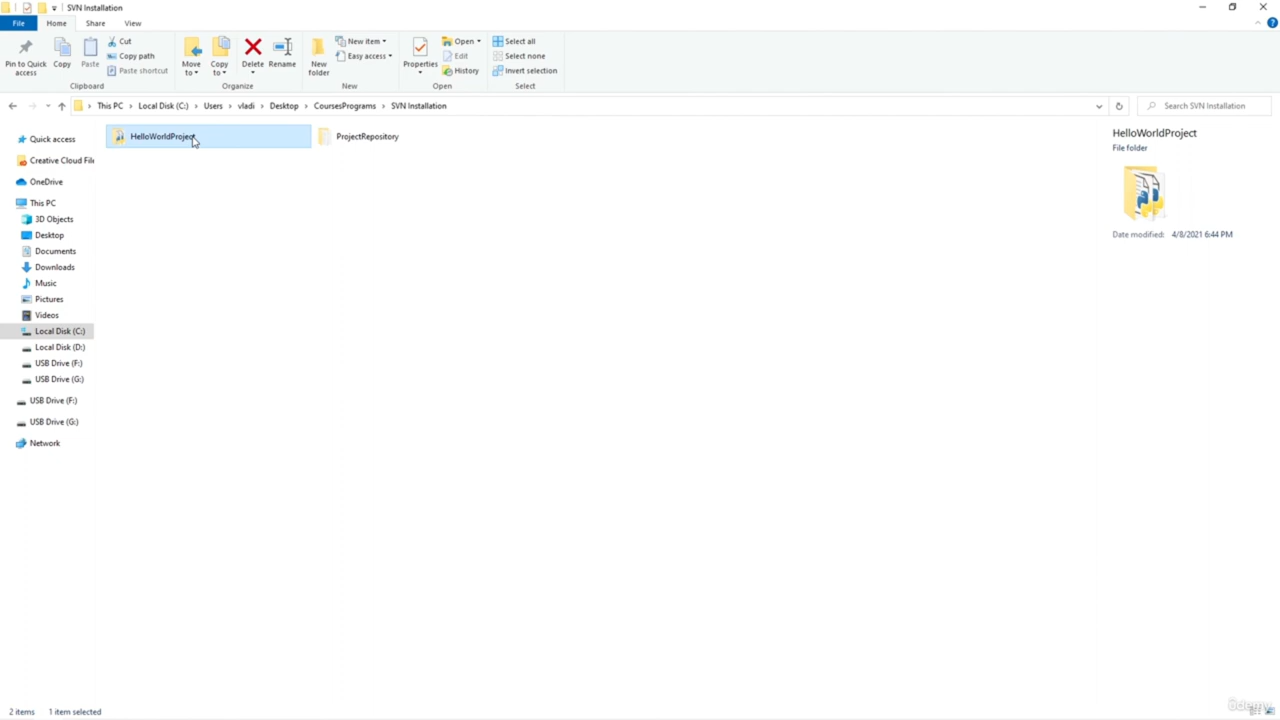 SVN Installation
File
Home
Share
View
Pin to Quick
access
Copy
Paste
Cut
Copy path
Paste shortcut
Clipboard
Move
to
Copy
to
Delete
Rename
Organize
New
folder
New item
Easy access
New
Properties
Open
Edit
History
Open
Select all
Select none
Invert selection
Select
This PC
Local Disk (C:)
Users
vladi
Desktop
CoursesPrograms
SVN Installation
Search SVN Installation
Quick access
Creative Cloud File
OneDrive
This PC
3D Objects
Desktop
Documents
Downloads
Music
Pictures
Videos
Local Disk (C:)
Local Disk (D:)
USB Drive (F:)
USB Drive (G:)
USB Drive (F:)
USB Drive (G:)
Network
HelloWorldProject
ProjectRepository
HelloWorldProject
File folder
Date modified: 4/8/2021 6:44 PM
2 items
1 item selected
ûdemy